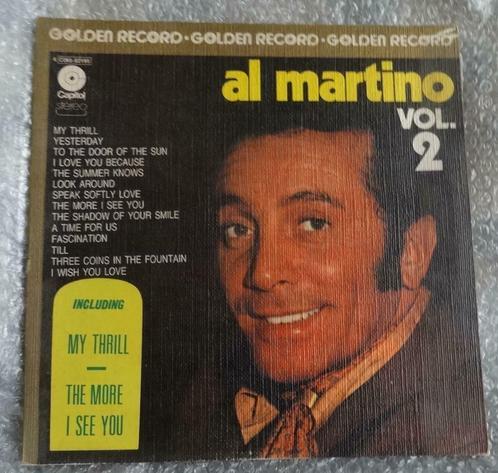 GOLDEN RECORD • GOLDEN RECORD • GOLDEN RECORD
Capitol
stereo
al martino
VOL.
2
MY THRILL
YESTERDAY
TO THE DOOR OF THE SUN
I LOVE YOU BECAUSE
THE SUMMER KNOWS
LOOK AROUND
SPEAK SOFTLY LOVE
THE MORE I SEE YOU
THE SHADOW OF YOUR SMILE
A TIME FOR US
FASCINATION
TILL
THREE COINS IN THE FOUNTAIN
I WISH YOU LOVE
INCLUDING
MY THRILL
THE MORE
I SEE YOU